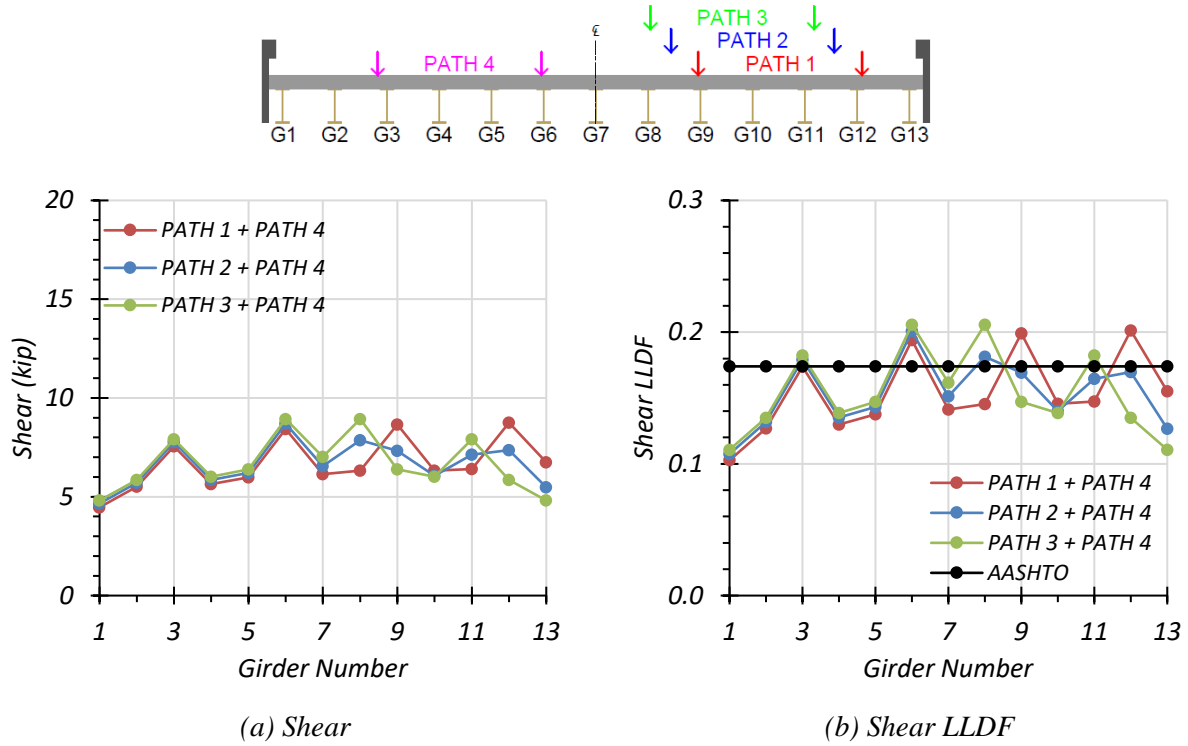 PATH 3
℄
PATH 2
PATH 4
PATH 1
G1 G2 G3 G4 G5 G6 G7 G8 G9 G10 G11 G12 G13
20
15
10
5
0
Shear (kip)
PATH 1 + PATH 4
PATH 2 + PATH 4
PATH 3 + PATH 4
1 3 5 7 9 11 13
Girder Number
(a) Shear
0.3
0.2
0.1
0.0
Shear LLDF
PATH 1 + PATH 4
PATH 2 + PATH 4
PATH 3 + PATH 4
AASHTO
1 3 5 7 9 11 13
Girder Number
(b) Shear LLDF